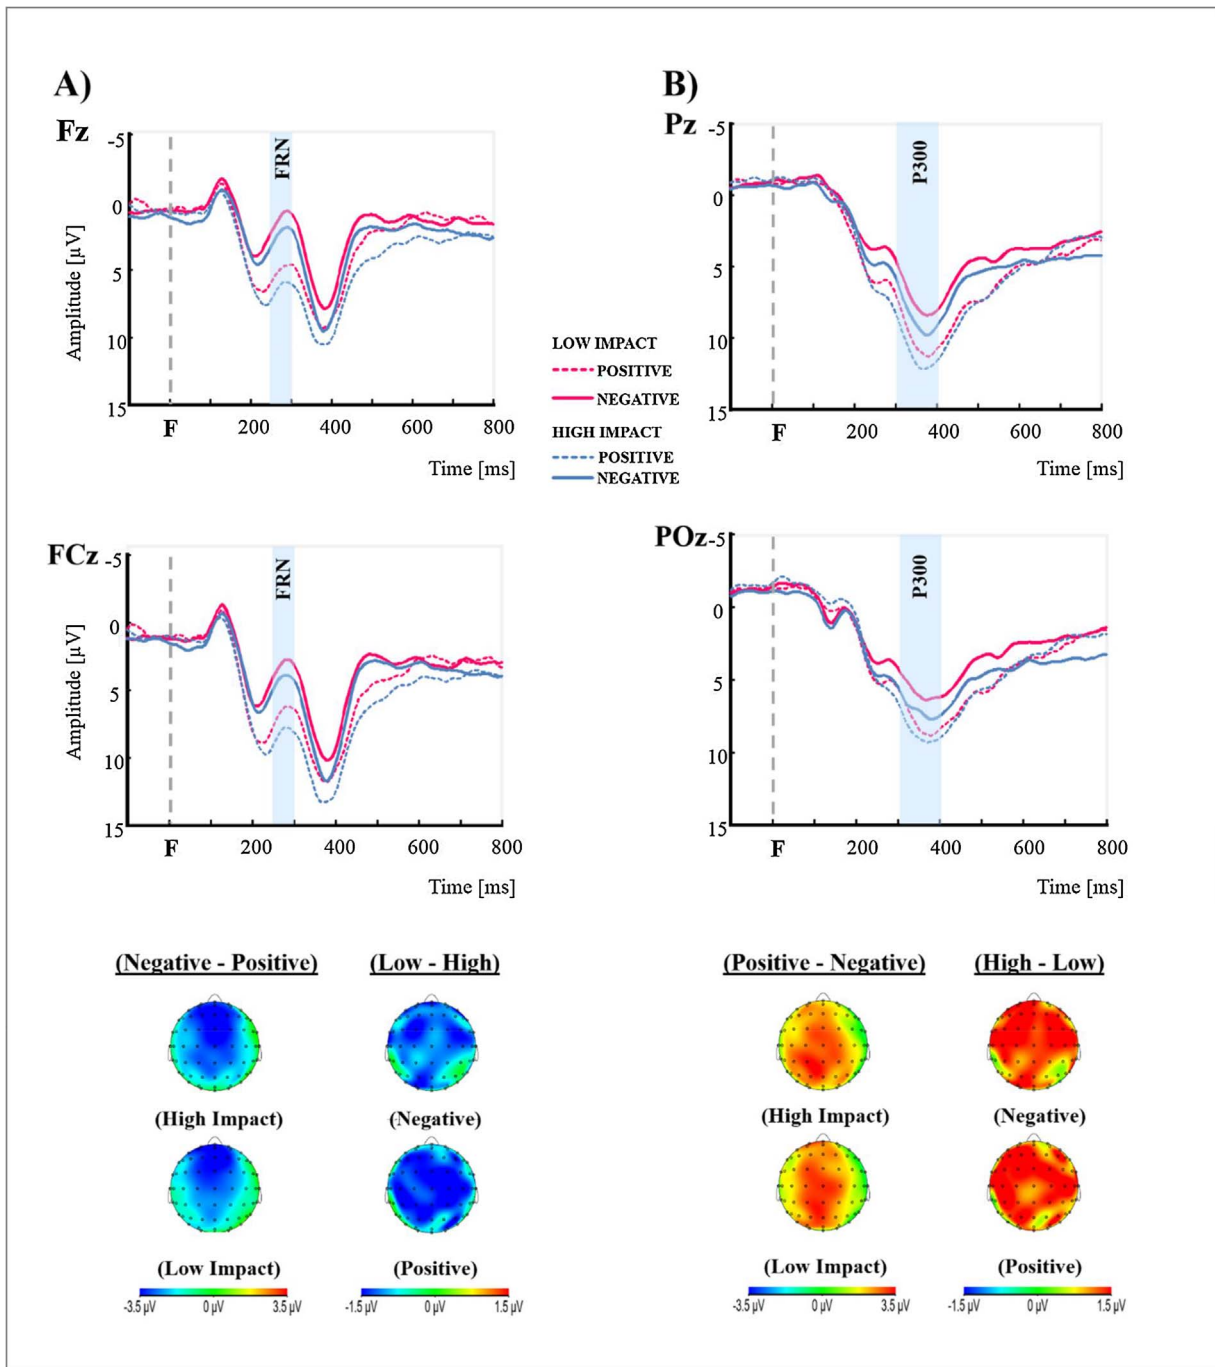 A)
Fz
-5
FRN
0
Amplitude [µV]
5
10
15
F 200 400 600 800
Time [ms]
B)
Pz
-5
P300
0
5
10
15
F 200 400 600 800
Time [ms]
LOW IMPACT
POSITIVE
NEGATIVE
HIGH IMPACT
POSITIVE
NEGATIVE
FCz
-5
FRN
0
Amplitude [µV]
5
10
15
F 200 400 600 800
Time [ms]
POz
-5
P300
0
5
10
15
F 200 400 600 800
Time [ms]
(Negative - Positive) (Low - High)
(High Impact) (Negative)
(Low Impact) (Positive)
-3.5 µV 0 µV 3.5 µV -1.5 µV 0 µV 1.5 µV
(Positive - Negative) (High - Low)
(High Impact) (Negative)
(Low Impact) (Positive)
-3.5 µV 0 µV 3.5 µV -1.5 µV 0 µV 1.5 µV